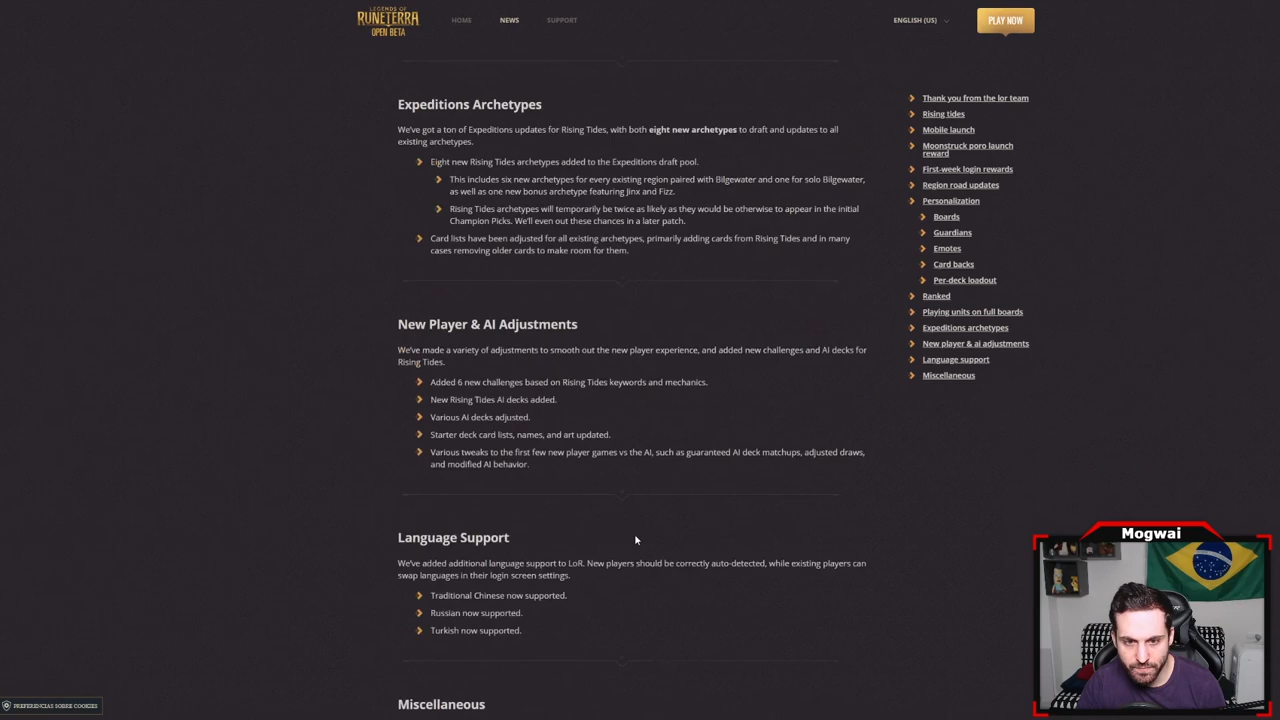 LEGENDS OF
RUNETERRA
OPEN BETA
HOME
NEWS
SUPPORT
ENGLISH (US)
PLAY NOW
Expeditions Archetypes
We've got a ton of Expeditions updates for Rising Tides, with both eight new archetypes to draft and updates to all
existing archetypes.
Eight new Rising Tides archetypes added to the Expeditions draft pool.
This includes six new archetypes for every existing region paired with Bilgewater and one for solo Bilgewater,
as well as one new bonus archetype featuring Jinx and Fizz.
Rising Tides archetypes will temporarily be twice as likely as they would be otherwise to appear in the initial
Champion Picks. We'll even out these chances in a later patch.
Card lists have been adjusted for all existing archetypes, primarily adding cards from Rising Tides and in many
cases removing older cards to make room for them.
New Player & AI Adjustments
We've made a variety of adjustments to smooth out the new player experience, and added new challenges and AI decks for
Rising Tides.
Added 6 new challenges based on Rising Tides keywords and mechanics.
New Rising Tides AI decks added.
Various AI decks adjusted.
Starter deck card lists, names, and art updated.
Various tweaks to the first few new player games vs the AI, such as guaranteed AI deck matchups, adjusted draws,
and modified AI behavior.
Language Support
We've added additional language support to LoR. New players should be correctly auto-detected, while existing players can
swap languages in their login screen settings.
Traditional Chinese now supported.
Russian now supported.
Turkish now supported.
Miscellaneous
Thank you from the lor team
Rising tides
Mobile launch
Moonstruck poro launch
reward
First-week login rewards
Region road updates
Personalization
Boards
Guardians
Emotes
Card backs
Per-deck loadout
Ranked
Playing units on full boards
Expeditions archetypes
New player & ai adjustments
Language support
Miscellaneous
Mogwai
PREFERENCIAS SOBRE COOKIES